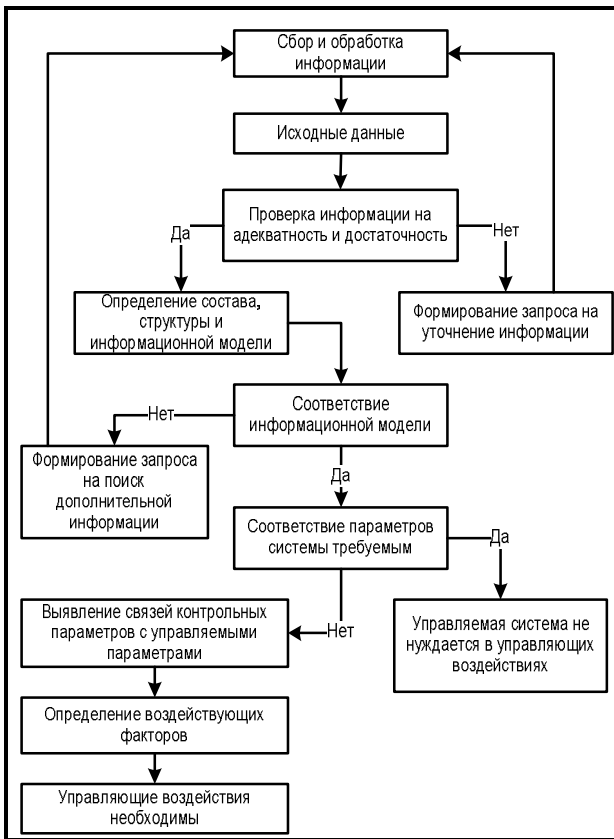 Сбор и обработка
информации
Исходные данные
Проверка информации на
адекватность и достаточность
Да
Нет
Определение состава,
структуры и
информационной модели
Формирование запроса на
уточнение информации
Соответствие
информационной модели
Нет
Да
Формирование запроса
на поиск
дополнительной
информации
Соответствие параметров
системы требуемым
Да
Нет
Выявление связей контрольных
параметров с управляемыми
параметрами
Управляемая система не
нуждается в управляющих
воздействиях
Определение воздействующих
факторов
Управляющие воздействия
необходимы